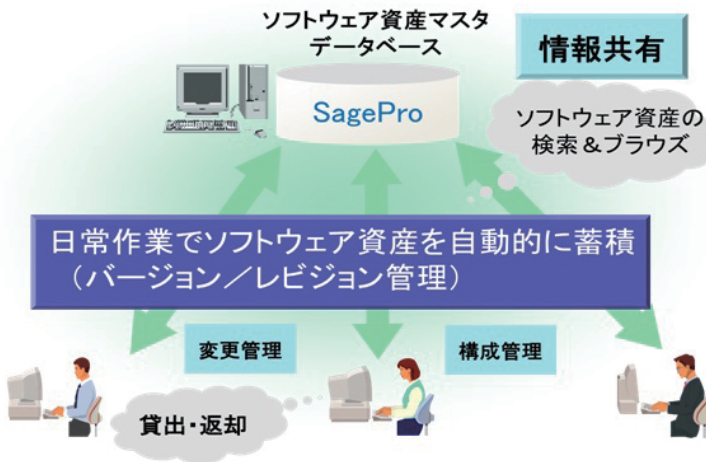 ソフトウェア資産マスタ
データベース
情報共有
SagePro
ソフトウェア資産の
検索＆ブラウズ
日常作業でソフトウェア資産を自動的に蓄積
（バージョン／レビジョン管理）
変更管理
構成管理
貸出・返却